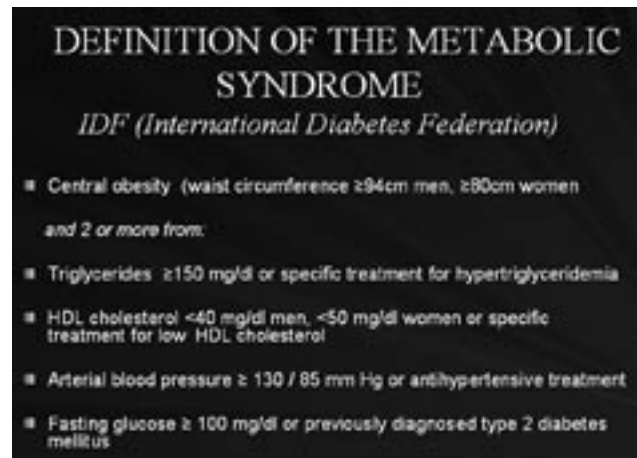 DEFINITION OF THE METABOLIC
SYNDROME
IDF (International Diabetes Federation)
Central obesity (waist circumference ≥94cm men, ≥80cm women
and 2 or more from:
Triglycerides ≥150 mg/dl or specific treatment for hypertriglyceridemia
HDL cholesterol <40 mg/dl men, <50 mg/dl women or specific
treatment for low HDL cholesterol
Arterial blood pressure ≥ 130 / 85 mm Hg or antihypertensive treatment
Fasting glucose ≥ 100 mg/dl or previously diagnosed type 2 diabetes
mellitus